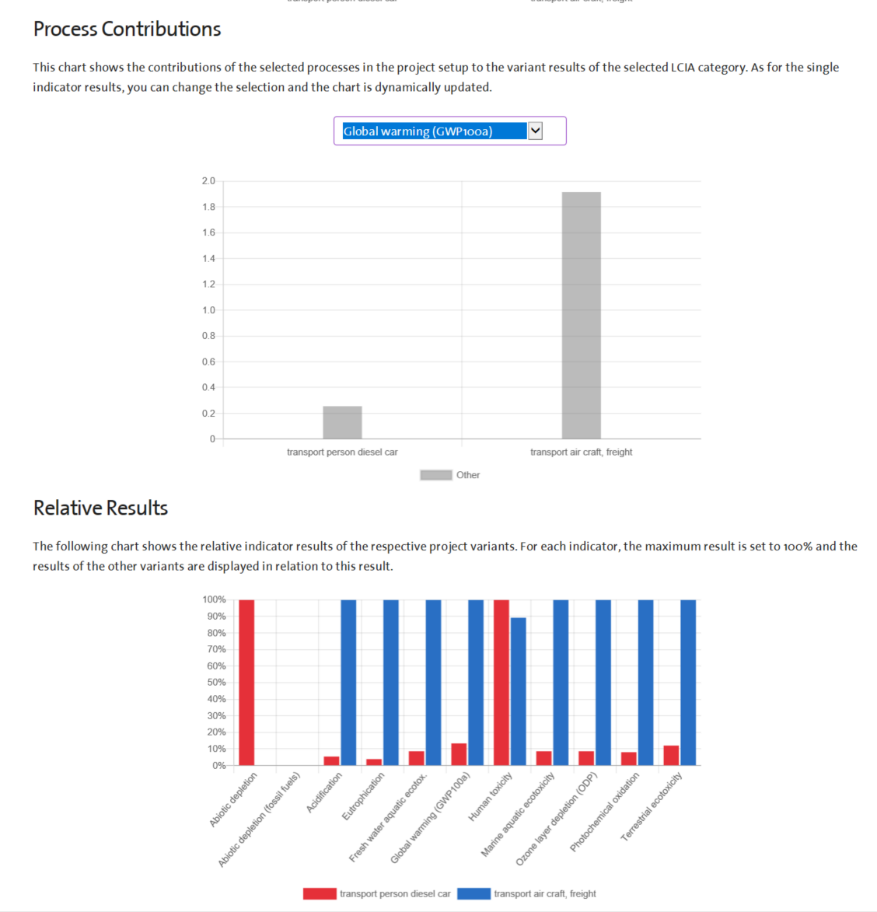 transport person diesel car transport air craft, freight
Process Contributions
This chart shows the contributions of the selected processes in the project setup to the variant results of the selected LCIA category. As for the single
indicator results, you can change the selection and the chart is dynamically updated.
Global warming (GWP100a)
2.0
1.8
1.6
1.4
1.2
1.0
0.8
0.6
0.4
0.2
0
transport person diesel car transport air craft, freight
Other
Relative Results
The following chart shows the relative indicator results of the respective project variants. For each indicator, the maximum result is set to 100% and the
results of the other variants are displayed in relation to this result.
100%
90%
80%
70%
60%
50%
40%
30%
20%
10%
0%
Abiotic depletion
Abiotic depletion (fossil fuels)
Acidification
Eutrophication
Fresh water aquatic ecotox.
Global warming (GWP100a)
Human toxicity
Marine aquatic ecotoxicity
Ozone layer depletion (ODP)
Photochemical oxidation
Terrestrial ecotoxicity
transport person diesel car transport air craft, freight